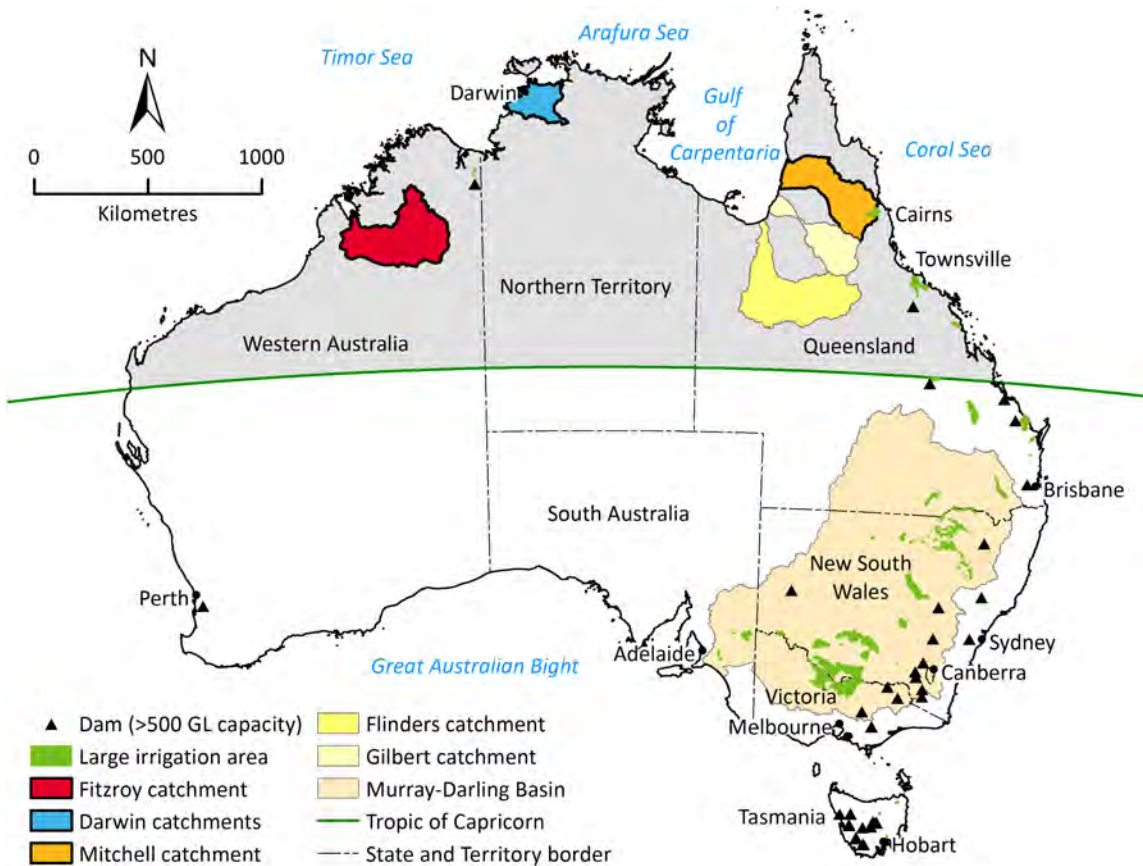 Timor Sea
Arafura Sea
N
Darwin
Gulf
of
Carpentaria
Coral Sea
0 500 1000
Kilometres
Cairns
Townsville
Northern Territory
Western Australia
Queensland
Brisbane
South Australia
New South
Wales
Perth
Sydney
Adelaide
Great Australian Bight
Canberra
Victoria
Melbourne
Tasmania
Hobart
Dam (>500 GL capacity)
Large irrigation area
Fitzroy catchment
Darwin catchments
Mitchell catchment
Flinders catchment
Gilbert catchment
Murray-Darling Basin
Tropic of Capricorn
State and Territory border